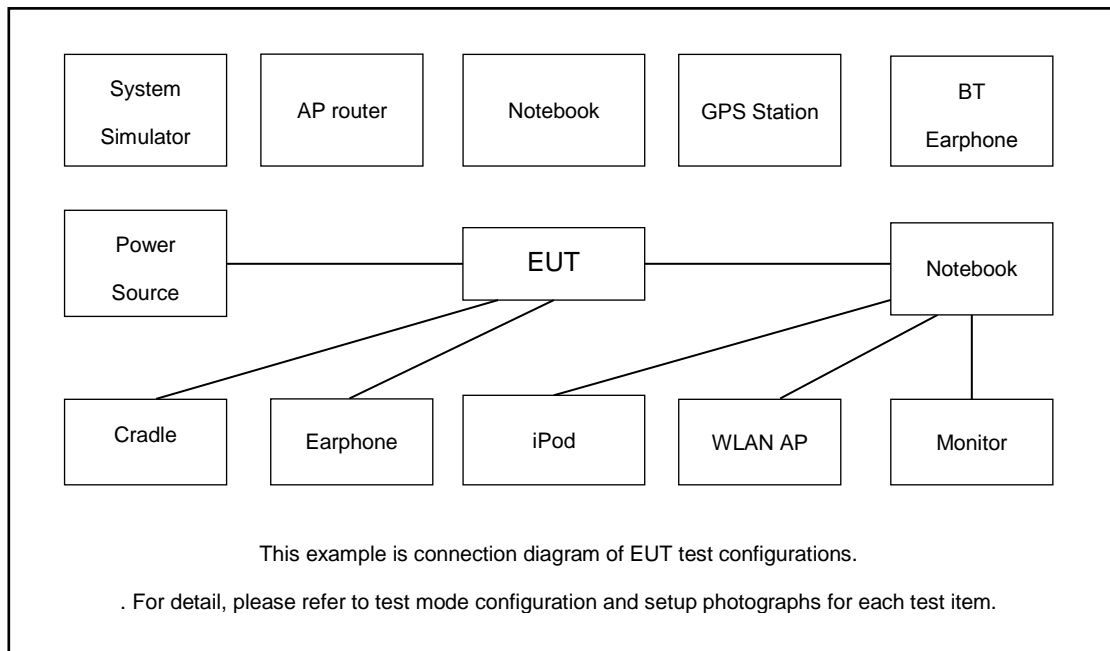 System
Simulator
AP router
Notebook
GPS Station
BT
Earphone
Power
Source
EUT
Notebook
Cradle
Earphone
iPod
WLAN AP
Monitor
This example is connection diagram of EUT test configurations.
. For detail, please refer to test mode configuration and setup photographs for each test item.